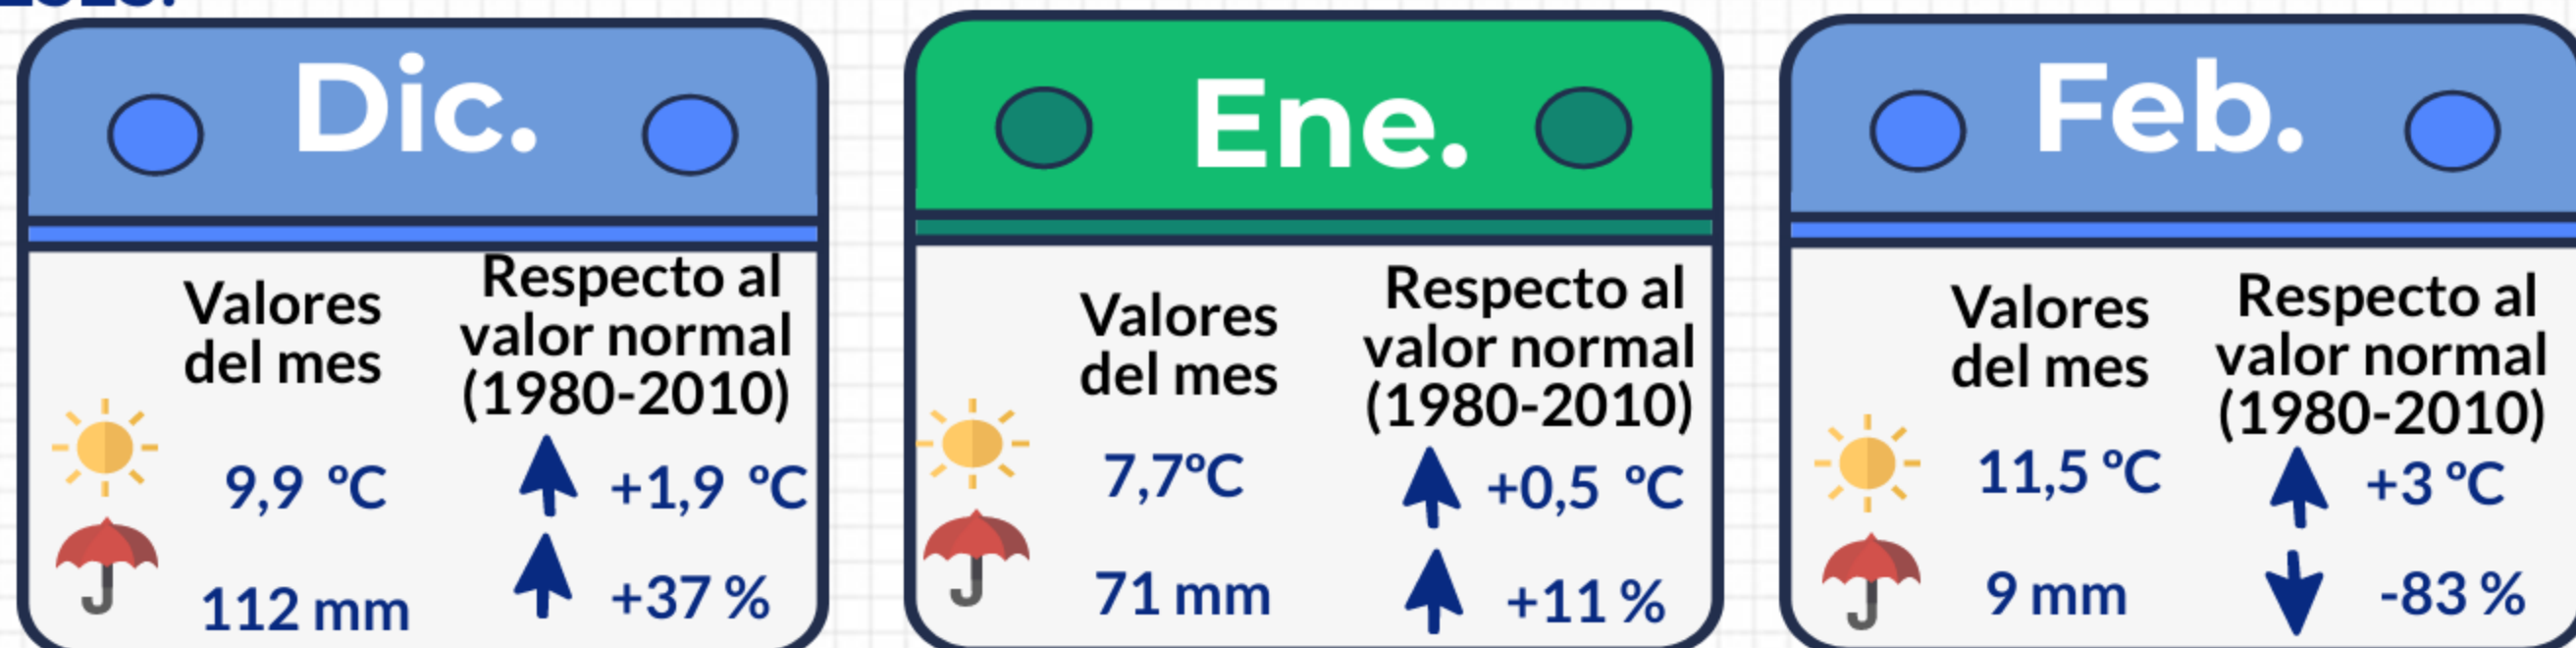 Dic.
Valores
del mes
Respecto al
valor normal
(1980-2010)
9,9 ºC
+1,9 ºC
112 mm
+37 %
Ene.
Valores
del mes
Respecto al
valor normal
(1980-2010)
7,7ºC
+0,5 ºC
71 mm
+11 %
Feb.
Valores
del mes
Respecto al
valor normal
(1980-2010)
11,5 ºC
+3 ºC
9 mm
-83 %